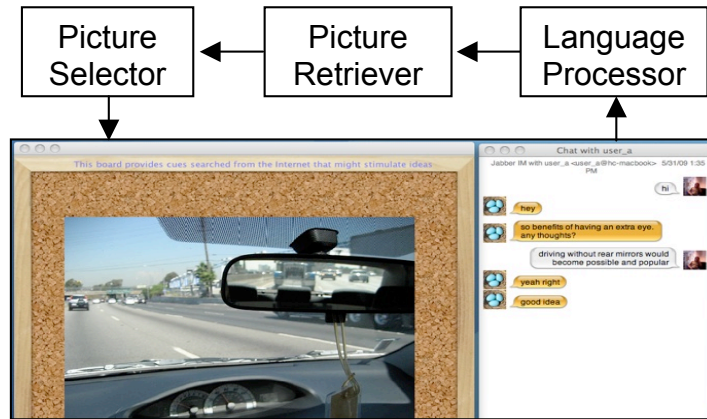 Picture
Selector
Picture
Retriever
Language
Processor
This board provides cues searched from the Internet that might stimulate ideas
Chat with user_a
Jabber IM with user_a <user_a@hc-macbook> 5/31/09 1:35
PM
hi
hey
so benefits of having an extra eye.
any thoughts?
driving without rear mirrors would
become possible and popular
yeah right
good idea